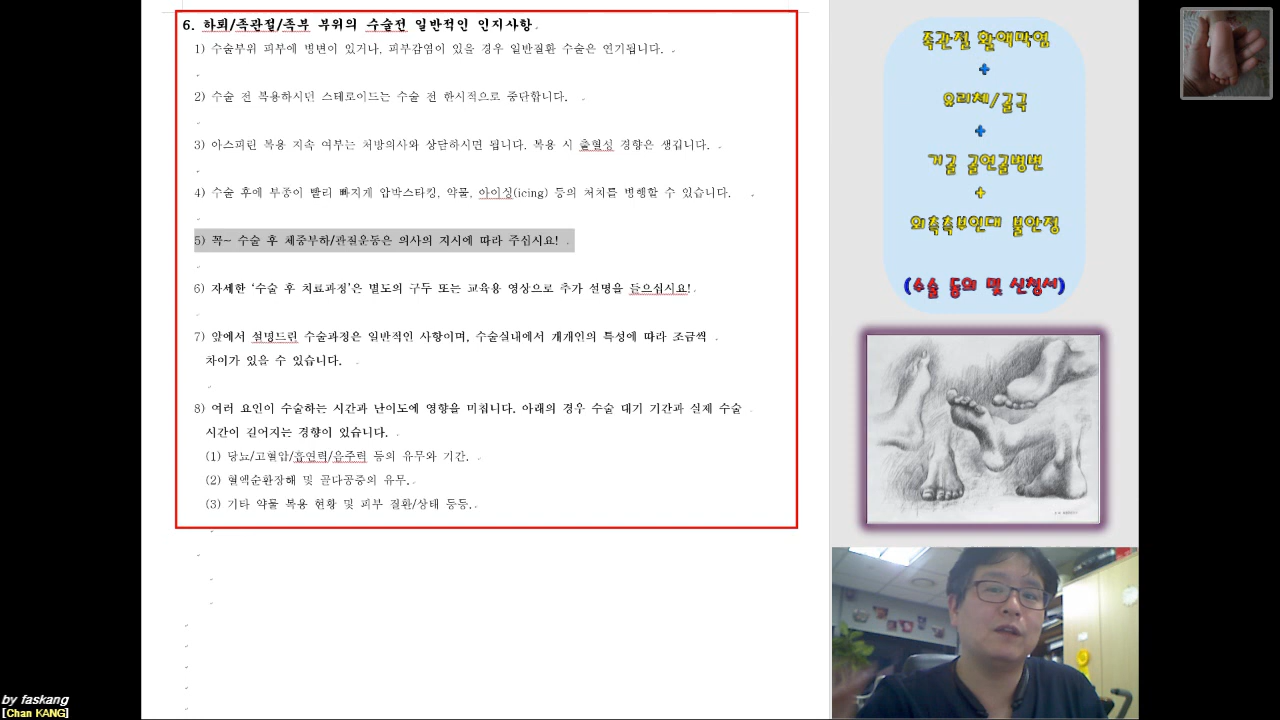 6. 하퇴/족관절/족부 부위의 수술전 일반적인 인지사항
1) 수술부위 피부에 병변이 있거나, 피부감염이 있을 경우 일반질환 수술은 연기됩니다.
2) 수술 전 복용하시던 스테로이드는 수술 전 한시적으로 중단합니다.
3) 아스피린 복용 지속 여부는 처방의사와 상담하시면 됩니다. 복용 시 출혈성 경향은 생깁니다.
4) 수술 후에 부종이 빨리 빠지게 압박스타킹, 약물, 아이싱(icing) 등의 처치를 병행할 수 있습니다.
5) 꼭~ 수술 후 체중부하/관절운동은 의사의 지시에 따라 주십시요!
6) 자세한 '수술 후 치료과정'은 별도의 구두 또는 교육용 영상으로 추가 설명을 들으십시요!
7) 앞에서 설명드린 수술과정은 일반적인 사항이며, 수술실내에서 개개인의 특성에 따라 조금씩
차이가 있을 수 있습니다.
8) 여러 요인이 수술하는 시간과 난이도에 영향을 미칩니다. 아래의 경우 수술 대기 기간과 실제 수술
시간이 길어지는 경향이 있습니다.
(1) 당뇨/고혈압/흡연력/음주력 등의 유무와 기간.
(2) 혈액순환장해 및 골다공증의 유무.
(3) 기타 약물 복용 현황 및 피부 질환/상태 등등.
족관절 활액막염
+
유리체/골극
+
거골 골연골병변
+
외측측부인대 불안정
(수술 동의 및 신청서)
by faskang
[Chan KANG]